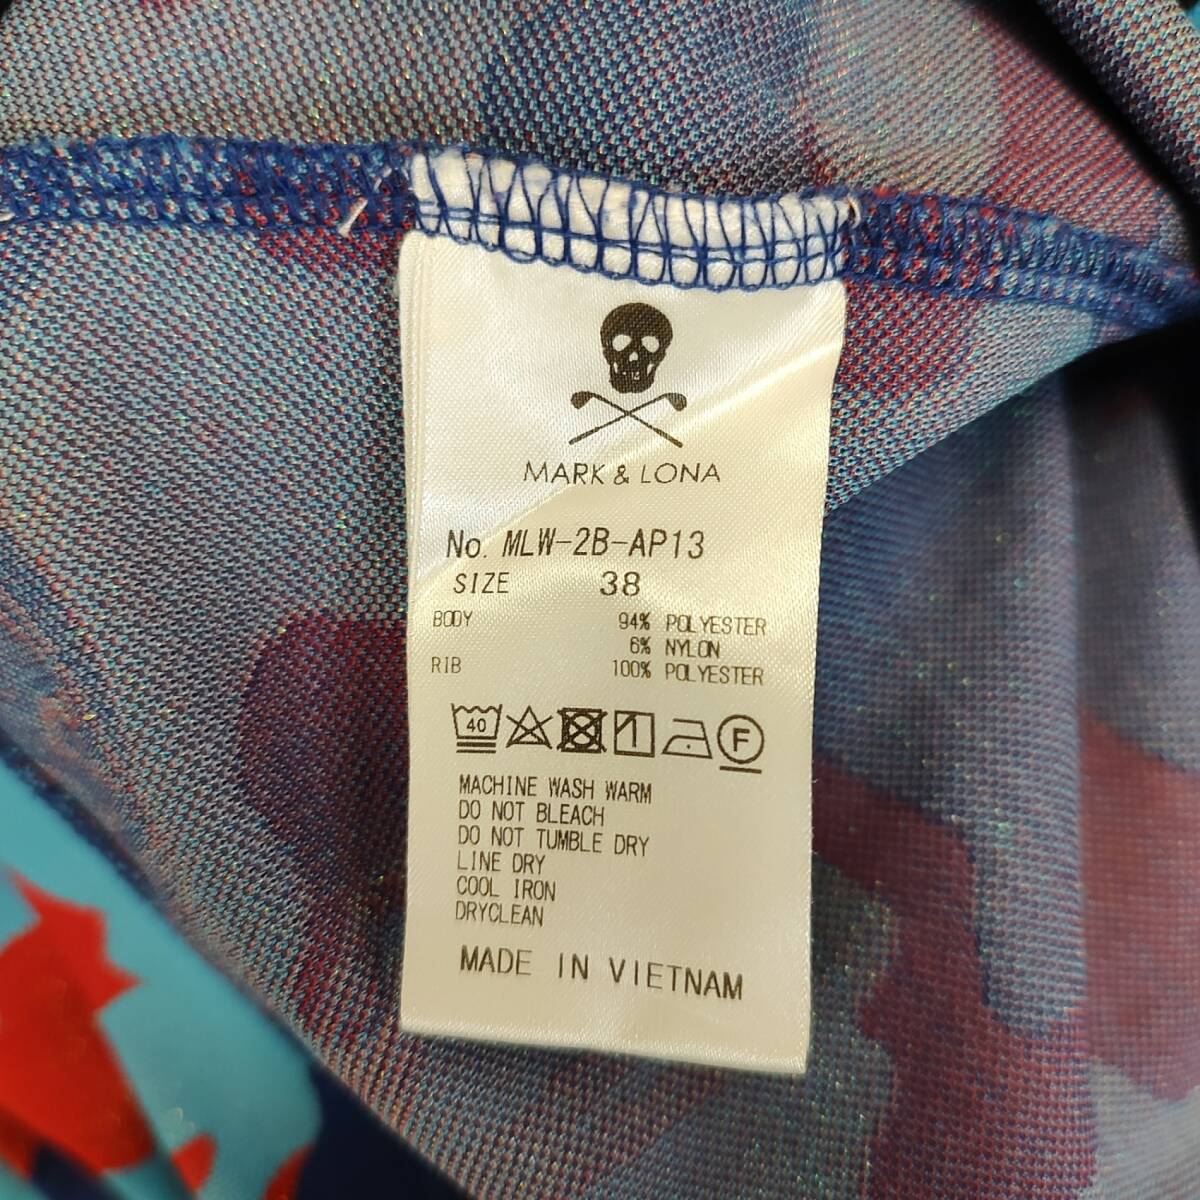 MARK & LONA
No. MLW-2B-AP13
SIZE 38
BODY 94% POLYESTER
6% NYLON
RIB 100% POLYESTER
40 F
MACHINE WASH WARM
DO NOT BLEACH
DO NOT TUMBLE DRY
LINE DRY
COOL IRON
DRYCLEAN
MADE IN VIETNAM